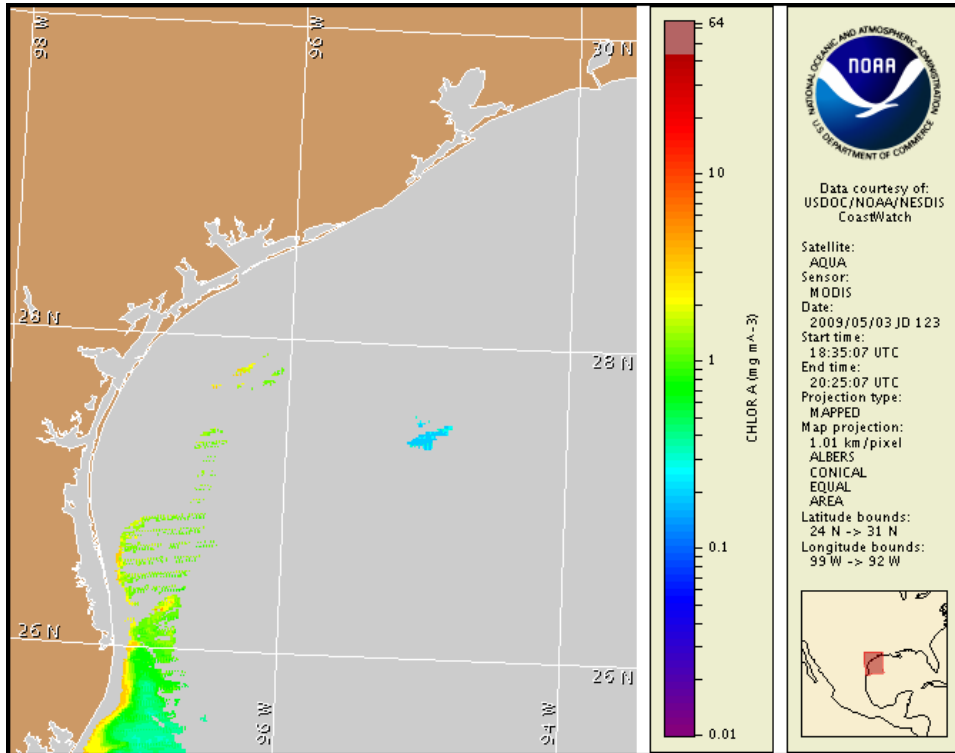 98 W
96 W
30 N
28 N
28 N
26 N
26 N
96 W
94 W
64
10
1
0.1
0.01
CHLOR A (mg m^-3)
NATIONAL OCEANIC AND ATMOSPHERIC ADMINISTRATION
NOAA
U.S. DEPARTMENT OF COMMERCE
Data courtesy of:
USDOC/NOAA/NESDIS
CoastWatch
Satellite:
AQUA
Sensor:
MODIS
Date:
2009/05/03 JD 123
Start time:
18:35:07 UTC
End time:
20:25:07 UTC
Projection type:
MAPPED
Map projection:
1.01 km/pixel
ALBERS
CONICAL
EQUAL
AREA
Latitude bounds:
24 N -> 31 N
Longitude bounds:
99 W -> 92 W